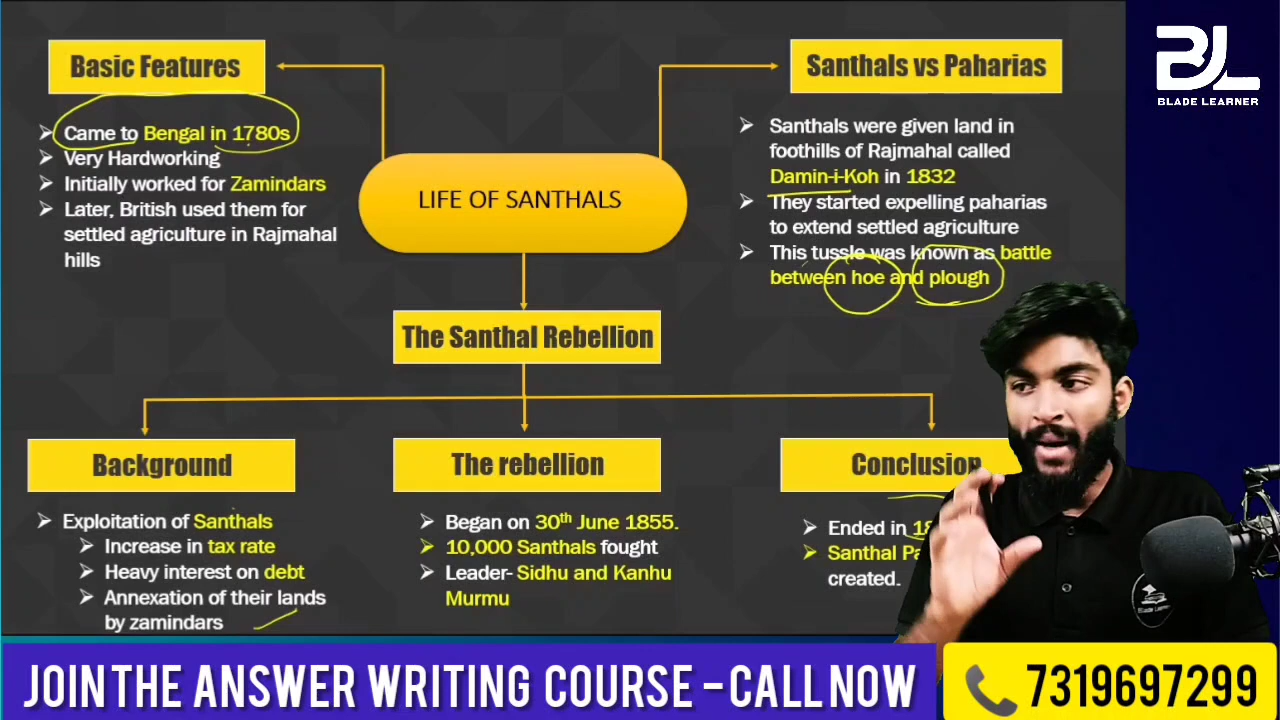 Basic Features
Came to Bengal in 1780s
Very Hardworking
Initially worked for Zamindars
Later, British used them for
settled agriculture in Rajmahal
hills
LIFE OF SANTHALS
Santhals vs Paharias
Santhals were given land in
foothills of Rajmahal called
Damin-i-Koh in 1832
They started expelling paharias
to extend settled agriculture
This tussle was known as battle
between hoe and plough
BL
BLADE LEARNER
The Santhal Rebellion
Background
Exploitation of Santhals
Increase in tax rate
Heavy interest on debt
Annexation of their lands
by zamindars
The rebellion
Began on 30th June 1855.
10,000 Santhals fought
Leader- Sidhu and Kanhu
Murmu
Conclusion
Ended in
Santhal
created.
Blade Learner
JOIN THE ANSWER WRITING COURSE - CALL NOW
7319697299